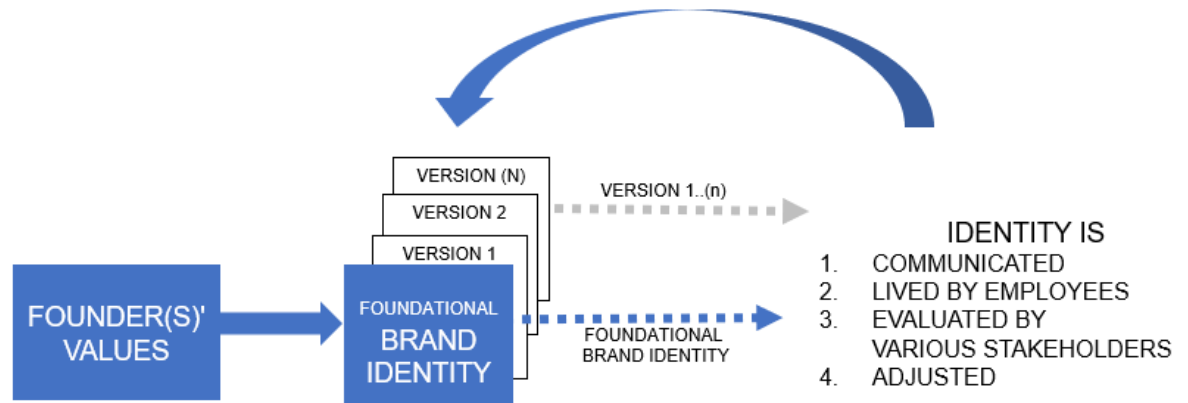 VERSION (N)
VERSION 2
VERSION 1
FOUNDER(S)'
VALUES
FOUNDATIONAL
BRAND
IDENTITY
VERSION 1..(n)
FOUNDATIONAL
BRAND IDENTITY
IDENTITY IS
1. COMMUNICATED
2. LIVED BY EMPLOYEES
3. EVALUATED BY
VARIOUS STAKEHOLDERS
4. ADJUSTED